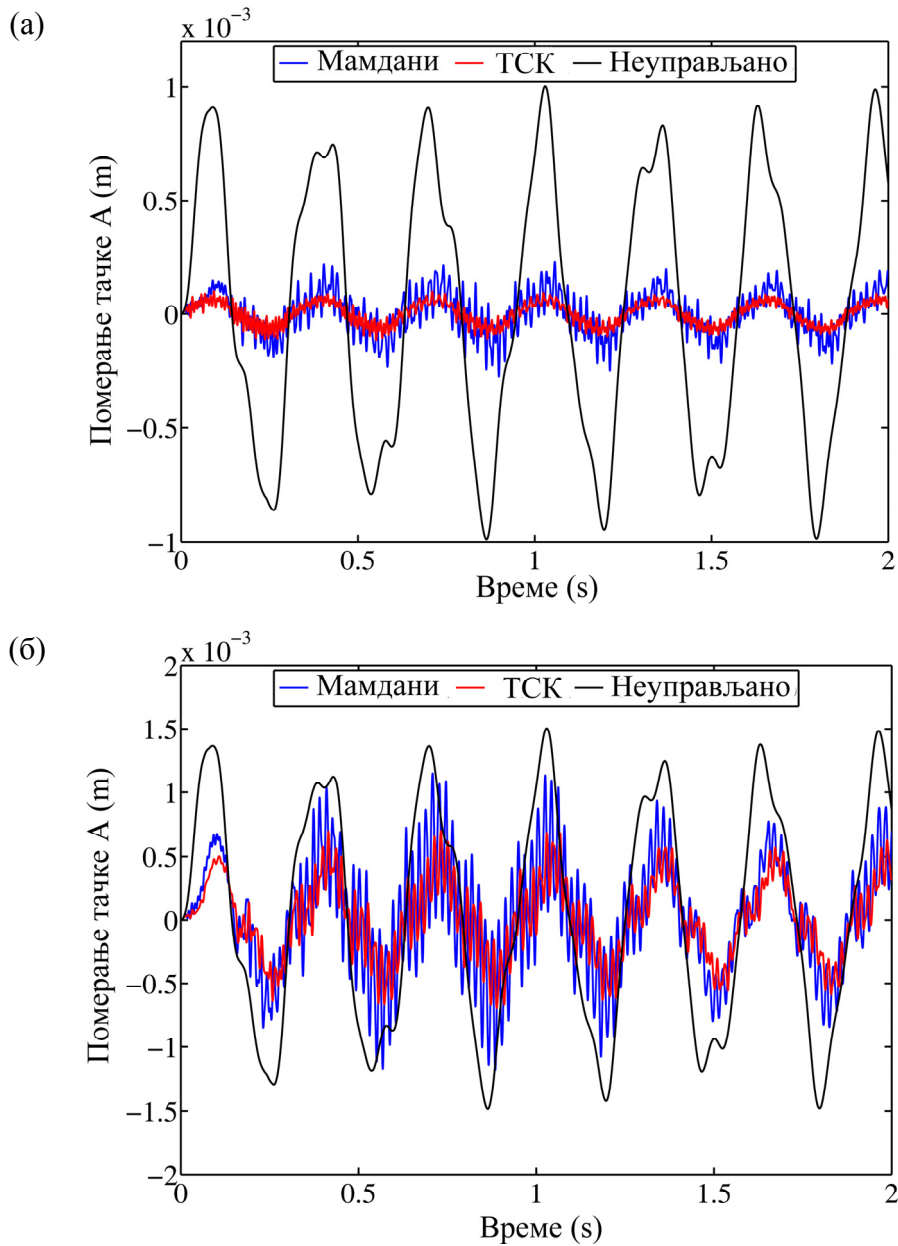 (а)
x 10−3
Мамдани ТСК Неуправљано
1
0.5
0
−0.5
−1
Померање тачке А (m)
0 0.5 1 1.5 2
Време (s)
(б)
x 10−3
2
Мамдани ТСК Неуправљано
1.5
1
0.5
0
−0.5
−1
−1.5
−2
Померање тачке А (m)
0 0.5 1 1.5 2
Време (s)